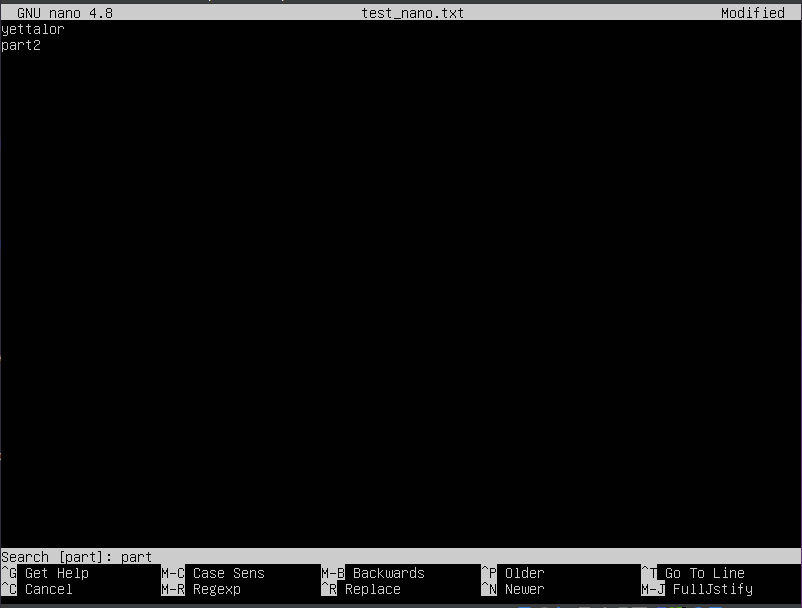 GNU nano 4.8 test_nano.txt Modified
yettalor
part2
Search [part]: part
^G Get Help M-C Case Sens M-B Backwards ^P Older ^T Go To Line
^C Cancel M-R Regexp ^R Replace ^N Newer M-J FullJstify